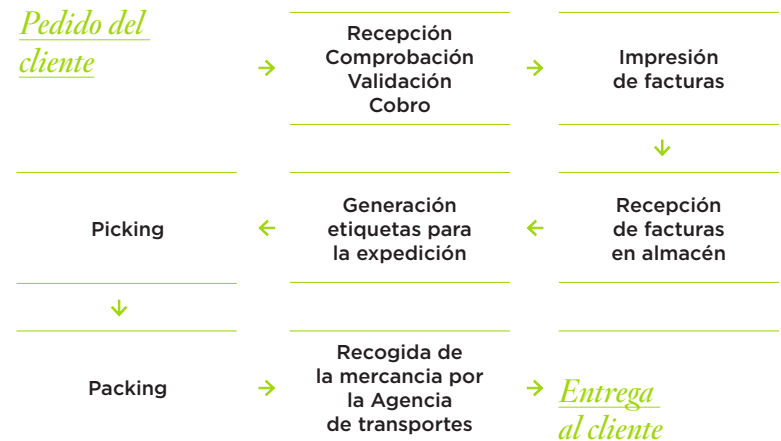 Pedido del
cliente
Recepción
Comprobación
Validación
Cobro
Impresión
de facturas
Recepción
de facturas
en almacén
Generación
etiquetas para
la expedición
Picking
Packing
Recogida de
la mercancia por
la Agencia
de transportes
Entrega
al cliente